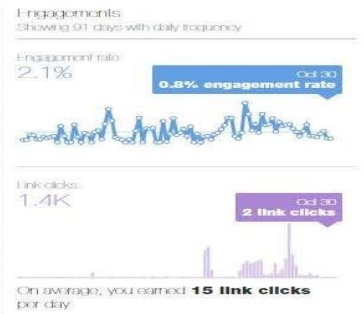 Engagements
Showing 91 days with daily frequency
Engagement rate
2.1%
Oct 30
0.8% engagement rate
Link clicks
1.4K
Oct 30
2 link clicks
On average, you earned 15 link clicks
per day